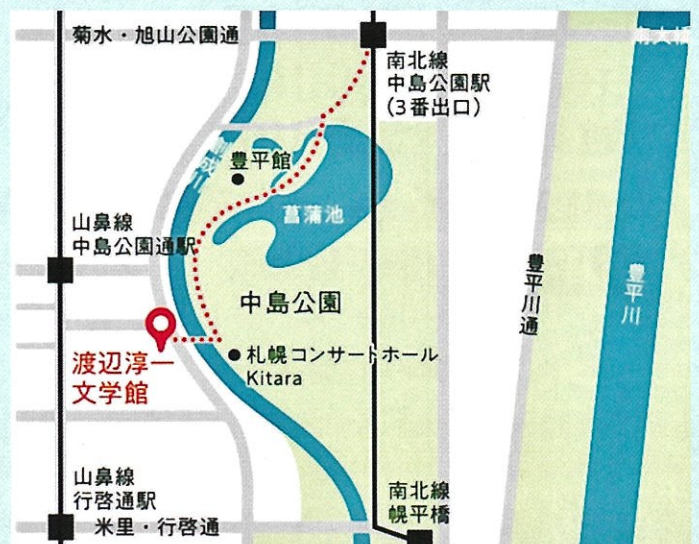 菊水・旭山公園通
南大橋
南北線
中島公園駅
(3番出口)
豊平館
菖蒲池
山鼻線
中島公園通駅
中島公園
豊平川通
豊平川
札幌コンサートホール
Kitara
渡辺淳一
文学館
山鼻線
行啓通駅
米里・行啓通
南北線
幌平橋